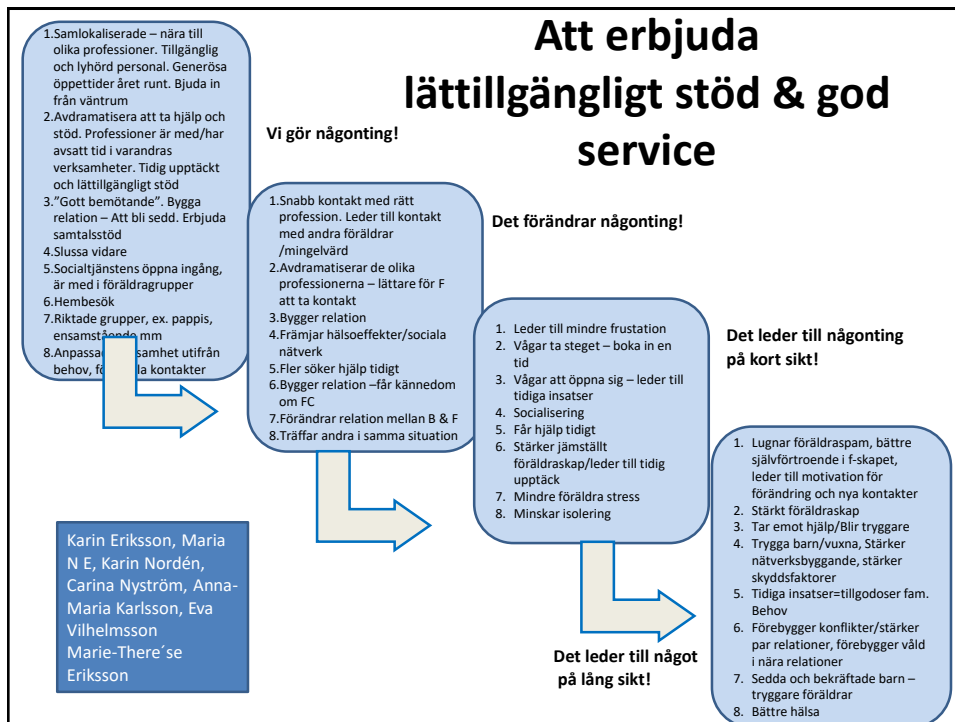 Att erbjuda
lättillgängligt stöd & god
service
1.Samlokaliserade – nära till
olika professioner. Tillgänglig
och lyhörd personal. Generösa
öppettider året runt. Bjuda in
från väntrum
2.Avdramatisera att ta hjälp och
stöd. Professioner är med/har
avsatt tid i varandras
verksamheter. Tidig upptäckt
och lättillgängligt stöd
3."Gott bemötande". Bygga
relation – Att bli sedd. Erbjuda
samtalsstöd
4.Slussa vidare
5.Socialtjänstens öppna ingång,
är med i föräldragrupper
6.Hembesök
7.Riktade grupper, ex. pappis,
ensamstående mm
8.Anpassad samhet utifrån
behov, la kontakter
Vi gör någonting!
1.Snabb kontakt med rätt
profession. Leder till kontakt
med andra föräldrar
/mingelvärd
2.Avdramatiserar de olika
professionerna – lättare för F
att ta kontakt
3.Bygger relation
4.Främjar hälsoeffekter/sociala
nätverk
5.Fler söker hjälp tidigt
6.Bygger relation –får kännedom
om FC
7.Förändrar relation mellan B & F
8.Träffar andra i samma situation
Det förändrar någonting!
1. Leder till mindre frustation
2. Vågar ta steget – boka in en
tid
3. Vågar att öppna sig – leder till
tidiga insatser
4. Socialisering
5. Får hjälp tidigt
6. Stärker jämställt
föräldraskap/leder till tidig
upptäck
7. Mindre föräldra stress
8. Minskar isolering
Det leder till någonting
på kort sikt!
1. Lugnar föräldraspam, bättre
självförtroende i f-skapet,
leder till motivation för
förändring och nya kontakter
2. Stärkt föräldraskap
3. Tar emot hjälp/Blir tryggare
4. Trygga barn/vuxna, Stärker
nätverksbyggande, stärker
skyddsfaktorer
5. Tidiga insatser=tillgodoser fam.
Behov
6. Förebygger konflikter/stärker
par relationer, förebygger våld
i nära relationer
7. Sedda och bekräftade barn –
tryggare föräldrar
8. Bättre hälsa
Det leder till något
på lång sikt!
Karin Eriksson, Maria
N E, Karin Nordén,
Carina Nyström, Anna-
Maria Karlsson, Eva
Vilhelmsson
Marie-There´se
Eriksson